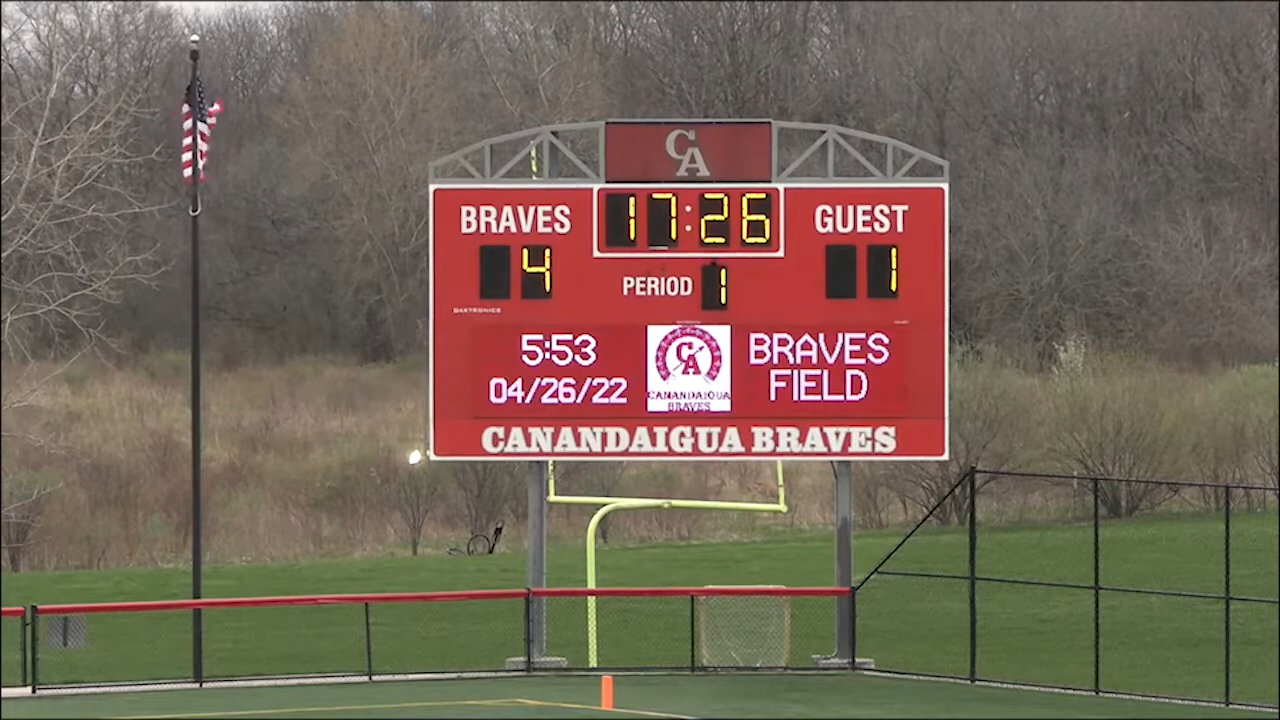 CA
BRAVES 17:26 GUEST
4 PERIOD 1 1
DAKTRONICS
5:53
04/26/22
CA
CANANDAIGUA
BRAVES
BRAVES
FIELD
CANANDAIGUA BRAVES